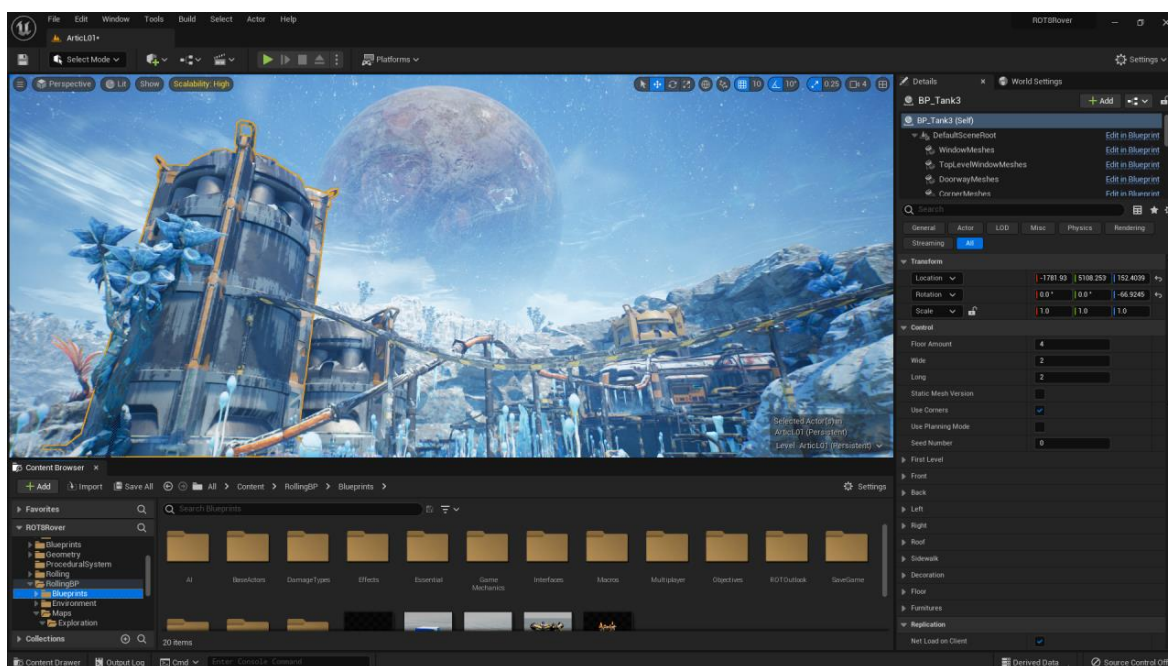 File Edit Window Tools Build Select Actor Help
ROT8Rover
ArticL01•
Select Mode
Platforms
Settings
Perspective Lit Show Scalability: High
10 10° 0.25 4
Selected Actor(s) in:
ArticL01 (Persistent)
Level: ArticL01 (Persistent)
Details World Settings
BP_Tank3
+ Add
BP_Tank3 (Self)
DefaultSceneRoot Edit in Blueprint
WindowMeshes Edit in Blueprint
TopLevelWindowMeshes Edit in Blueprint
DoorwayMeshes Edit in Blueprint
CornerMeshes Edit in Blueprint
Search
General Actor LOD Misc Physics Rendering
Streaming All
Transform
Location -1781.93 5108.253 152.4039
Rotation 0.0° 0.0° -66.9245
Scale 1.0 1.0 1.0
Control
Floor Amount 4
Wide 2
Long 2
Static Mesh Version
Use Corners
Use Planning Mode
Seed Number 0
First Level
Front
Back
Left
Right
Roof
Sidewalk
Decoration
Floor
Furnitures
Replication
Net Load on Client
Content Browser
+ Add Import Save All All > Content > RollingBP > Blueprints >
Settings
Favorites
Search Blueprints
ROT8Rover
Blueprints
Geometry
ProceduralSystem
Rolling
RollingBP
Blueprints
Environment
Maps
Exploration
Collections
AI BaseActors DamageTypes Effects Essential Game Mechanics Interfaces Macros Multiplayer Objectives ROTOutlook SaveGame
20 items
Content Drawer Output Log Cmd Enter Console Command
Derived Data Source Control Off